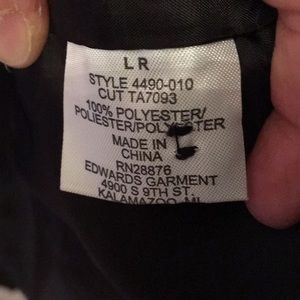 L R
STYLE 4490-010
CUT TA7093
100% POLYESTER/
POLIESTER/POLYESTER
MADE IN
CHINA
RN28876
EDWARDS GARMENT
4900 S 9TH ST.
KALAMAZOO, MI